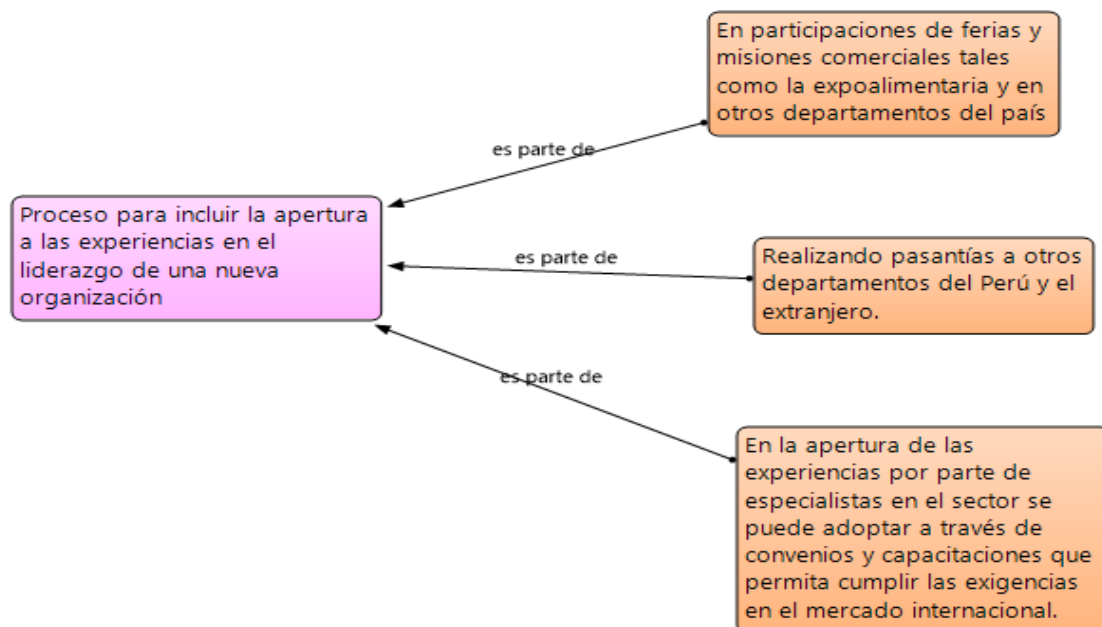 En participaciones de ferias y
misiones comerciales tales
como la expoalimentaria y en
otros departamentos del país
es parte de
Proceso para incluir la apertura
a las experiencias en el
liderazgo de una nueva
organización
es parte de
Realizando pasantías a otros
departamentos del Perú y el
extranjero.
es parte de
En la apertura de las
experiencias por parte de
especialistas en el sector se
puede adoptar a través de
convenios y capacitaciones que
permita cumplir las exigencias
en el mercado internacional.